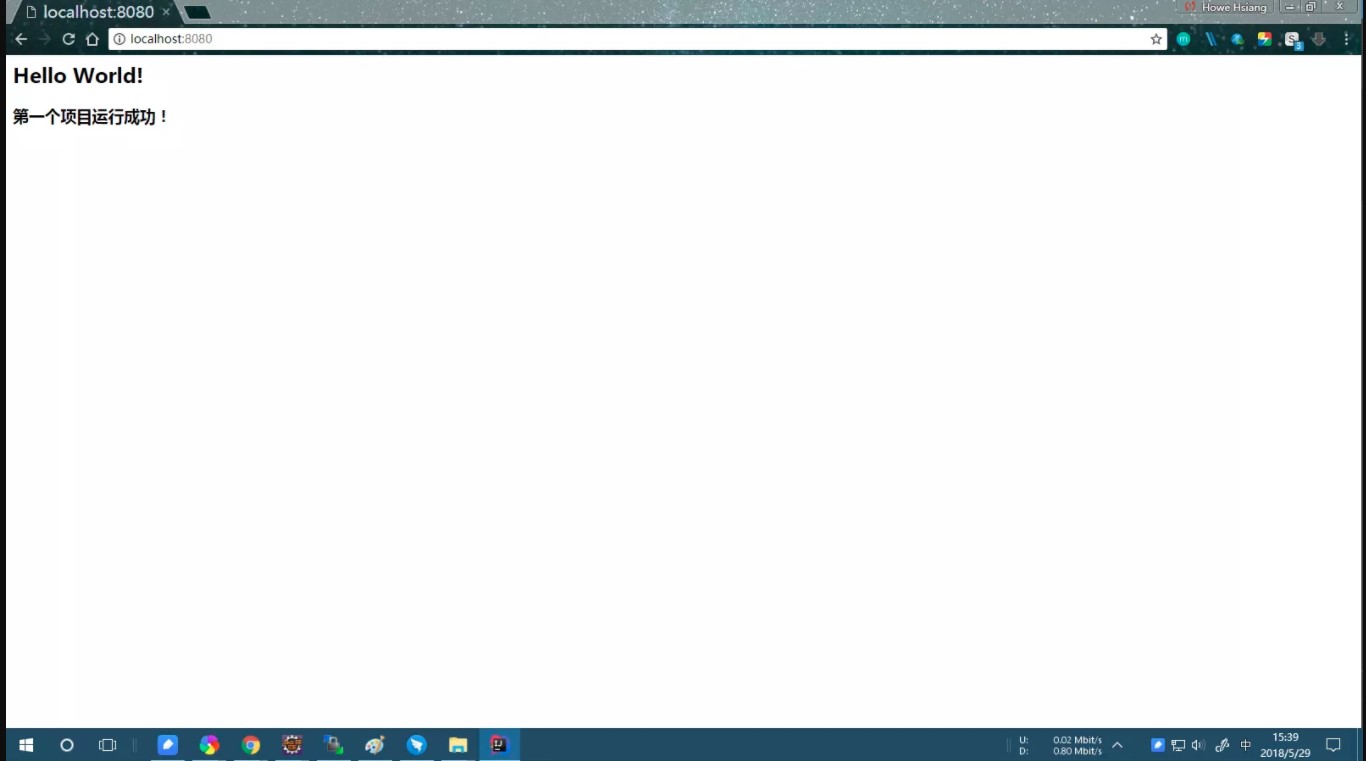 localhost:8080
Howe Hsiang
localhost:8080
Hello World!
第一个项目运行成功！
U: 0.02 Mbit/s
D: 0.80 Mbit/s
中
15:39
2018/5/29